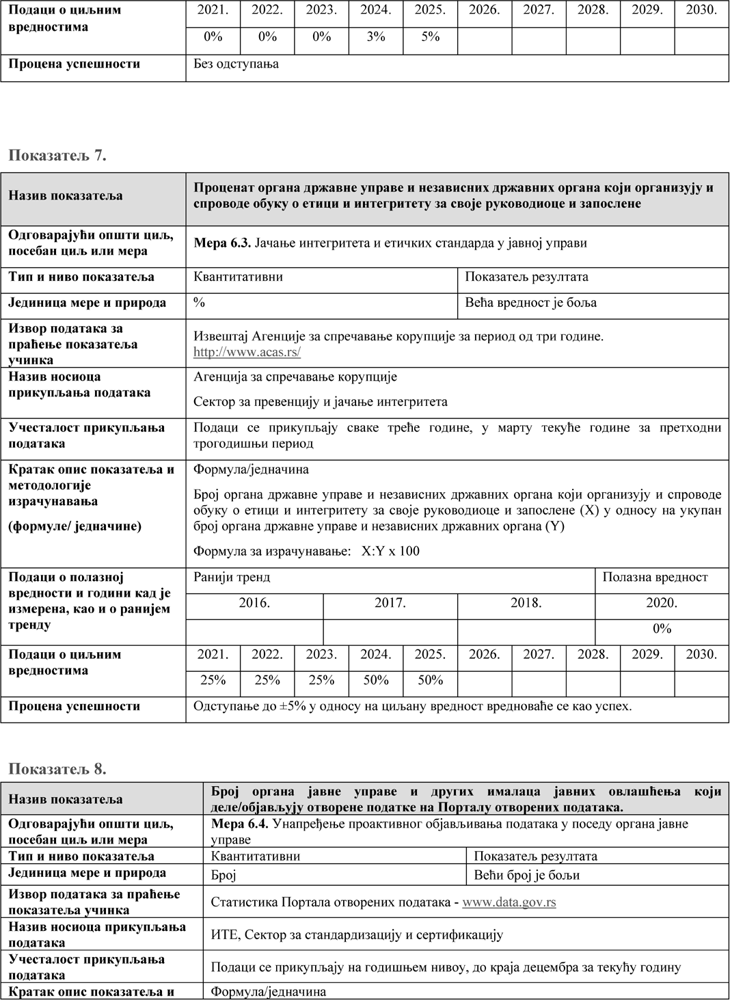 Подаци о циљним вредностима
2021. 2022. 2023. 2024. 2025. 2026. 2027. 2028. 2029. 2030.
0% 0% 0% 3% 5%
Процена успешности Без одступања
Показатељ 7.
Назив показатеља
Проценат органа државне управе и независних државних органа који организују и
спроводе обуку о етици и интегритету за своје руководиоце и запослене
Одговарајући општи циљ,
посебан циљ или мера
Мера 6.3. Јачање интегритета и етичких стандарда у јавној управи
Тип и ниво показатеља Квантитативни Показатељ резултата
Јединица мере и природа % Већа вредност је боља
Извор података за
праћење показатеља
учинка
Извештај Агенције за спречавање корупције за период од три године.
http://www.acas.rs/
Назив носиоца
прикупљања података
Агенција за спречавање корупције
Сектор за превенцију и јачање интегритета
Учесталост прикупљања
података
Подаци се прикупљају сваке треће године, у марту текуће године за претходни
трогодишњи период
Кратак опис показатеља и
методологије
израчунавања
(формуле/ једначине)
Формула/једначина
Број органа државне управе и независних државних органа који организују и спроводе
обуку о етици и интегритету за своје руководиоце и запослене (X) у односу на укупан
број органа државне управе и независних државних органа (Y)
Формула за израчунавање: X:Y x 100
Подаци о полазној
вредности и години кад је
измерена, као и о ранијем
тренду
Ранији тренд Полазна вредност
2016. 2017. 2018. 2020.
0%
Подаци о циљним
вредностима
2021. 2022. 2023. 2024. 2025. 2026. 2027. 2028. 2029. 2030.
25% 25% 25% 50% 50%
Процена успешности Одступање до ±5% у односу на циљану вредност вредноваће се као успех.
Показатељ 8.
Назив показатеља
Број органа јавне управе и других ималаца јавних овлашћења који
деле/објављују отворене податке на Порталу отворених података.
Одговарајући општи циљ,
посебан циљ или мера
Мера 6.4. Унапређење проактивног објављивања података у поседу органа јавне
управе
Тип и ниво показатеља Квантитативни Показатељ резултата
Јединица мере и природа Број Већи број је бољи
Извор података за праћење
показатеља учинка
Статистика Портала отворених података - www.data.gov.rs
Назив носиоца прикупљања
података
ИТЕ, Сектор за стандардизацију и сертификацију
Учесталост прикупљања
података
Подаци се прикупљају на годишњем нивоу, до краја децембра за текућу годину
Кратак опис показатеља и Формула/једначина